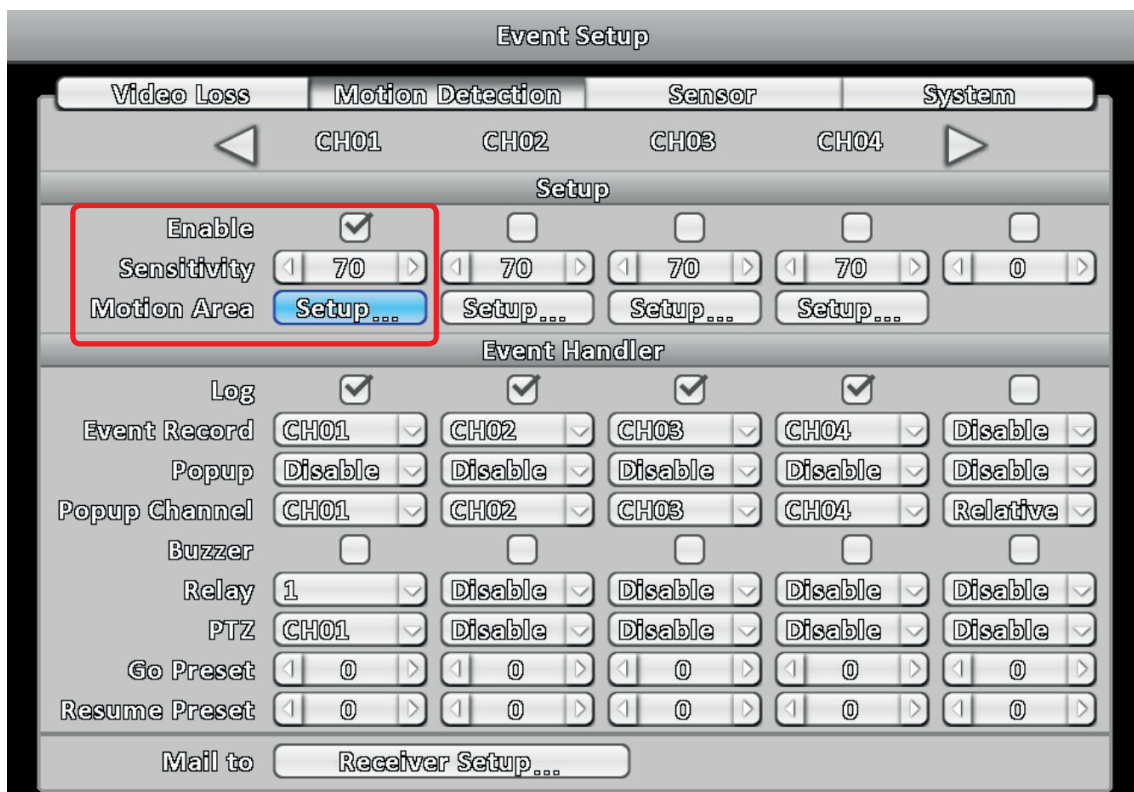 Event Setup
Video Loss Motion Detection Sensor System
CH01 CH02 CH03 CH04
Setup
Enable
Sensitivity 70 70 70 70 0
Motion Area Setup... Setup... Setup... Setup...
Event Handler
Log
Event Record CH01 CH02 CH03 CH04 Disable
Popup Disable Disable Disable Disable Disable
Popup Channel CH01 CH02 CH03 CH04 Relative
Buzzer
Relay 1 Disable Disable Disable Disable
PTZ CH01 Disable Disable Disable Disable
Go Preset 0 0 0 0 0
Resume Preset 0 0 0 0 0
Mail to Receiver Setup...